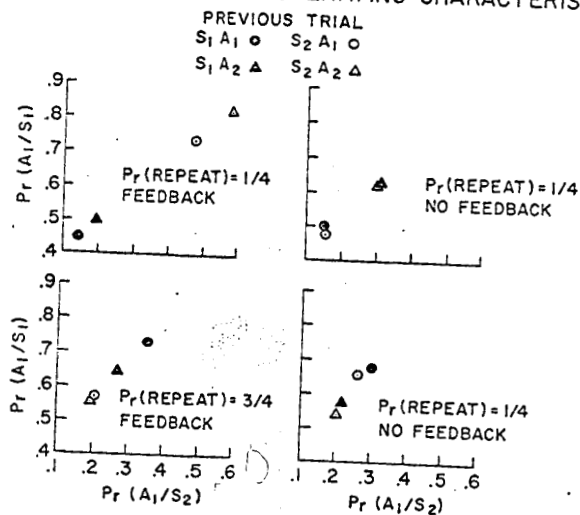 PREVIOUS TRIAL
S₁ A₁ S₂ A₁
S₁ A₂ S₂ A₂
.9
.8
.7
.6
.5
.4
Pr (A₁/S₁)
Pr(REPEAT)=1/4
FEEDBACK
Pr(REPEAT)=1/4
NO FEEDBACK
.9
.8
.7
.6
.5
.4
Pr (A₁/S₁)
Pr(REPEAT)=3/4
FEEDBACK
Pr(REPEAT)=1/4
NO FEEDBACK
.1 .2 .3 .4 .5 .6
.1 .2 .3 .4 .5 .6
Pr (A₁/S₂)
Pr (A₁/S₂)